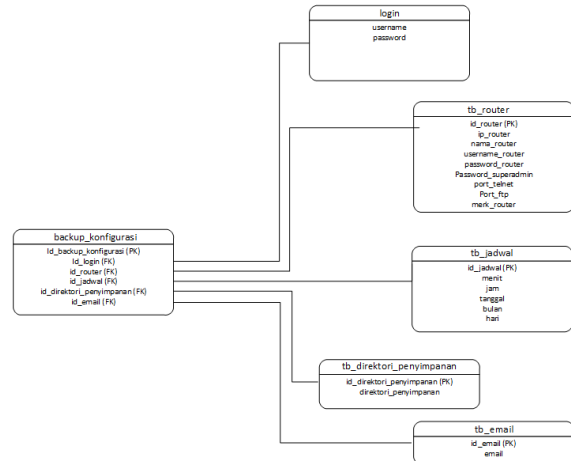 login
username
password
tb_router
id_router (PK)
ip_router
nama_router
username_router
password_router
Password_superadmin
port_telnet
Port_ftp
merk_router
backup_konfigurasi
Id_backup_konfigurasi (PK)
Id_login (FK)
id_router (FK)
id_jadwal (FK)
id_direktori_penyimpanan (FK)
id_email (FK)
tb_jadwal
id_jadwal (PK)
menit
jam
tanggal
bulan
hari
tb_direktori_penyimpanan
id_direktori_penyimpanan (PK)
direktori_penyimpanan
tb_email
id_email (PK)
email